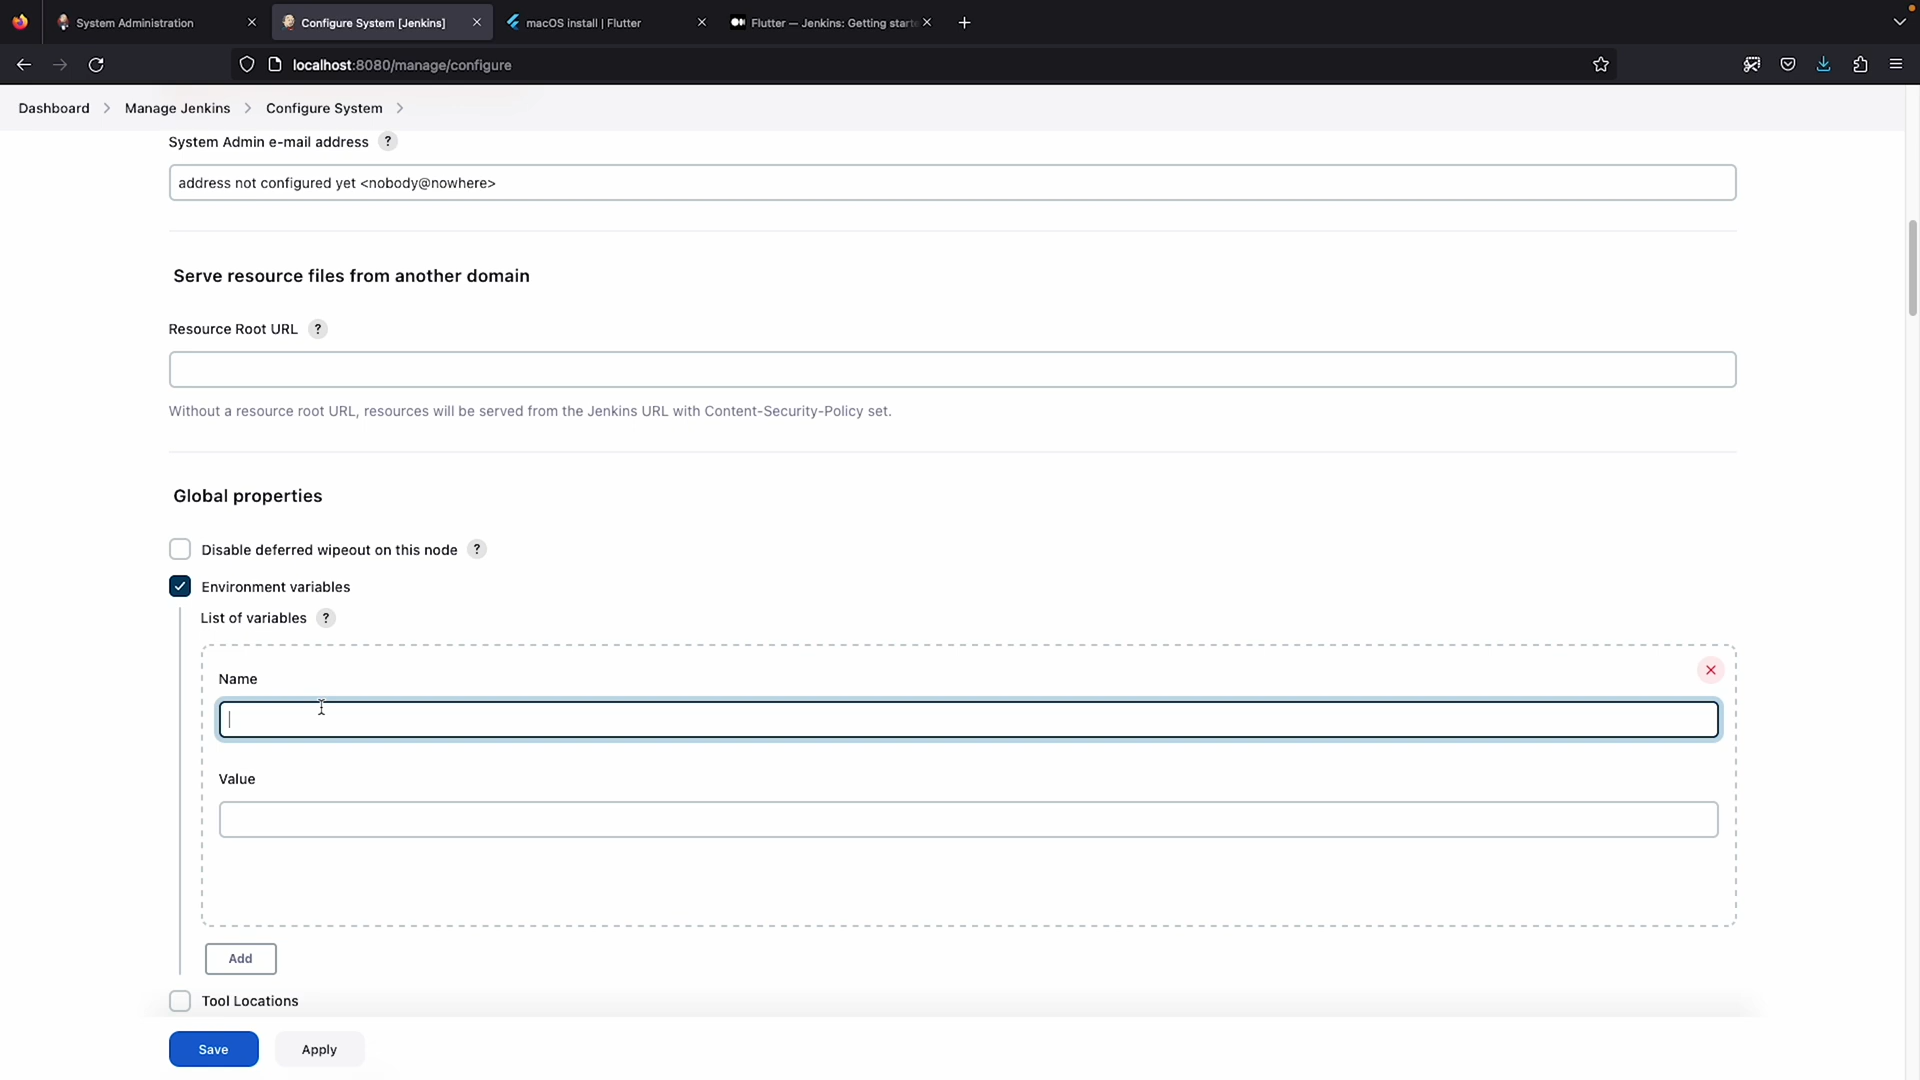 System Administration
Configure System [Jenkins]
macOS install | Flutter
Flutter — Jenkins: Getting starte
localhost:8080/manage/configure
Dashboard
Manage Jenkins
Configure System
System Admin e-mail address ?
address not configured yet <nobody@nowhere>
Serve resource files from another domain
Resource Root URL ?
Without a resource root URL, resources will be served from the Jenkins URL with Content-Security-Policy set.
Global properties
Disable deferred wipeout on this node ?
Environment variables
List of variables ?
Name
Value
Add
Tool Locations
Save
Apply